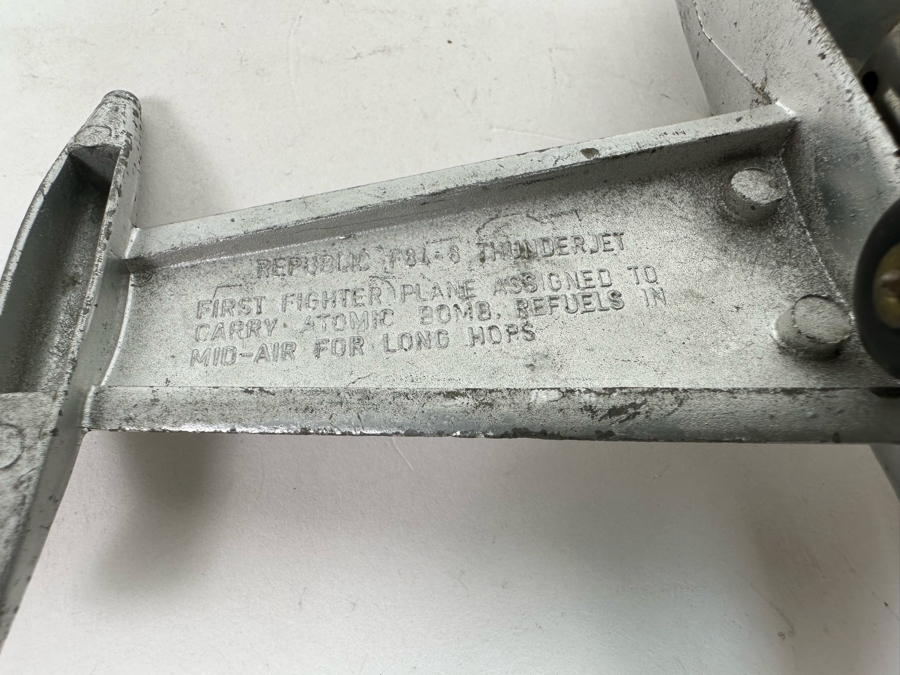 REPUBLIC F84-G THUNDERJET
FIRST FIGHTER PLANE ASSIGNED TO
CARRY ATOMIC BOMB. REFUELS IN
MID-AIR FOR LONG HOPS